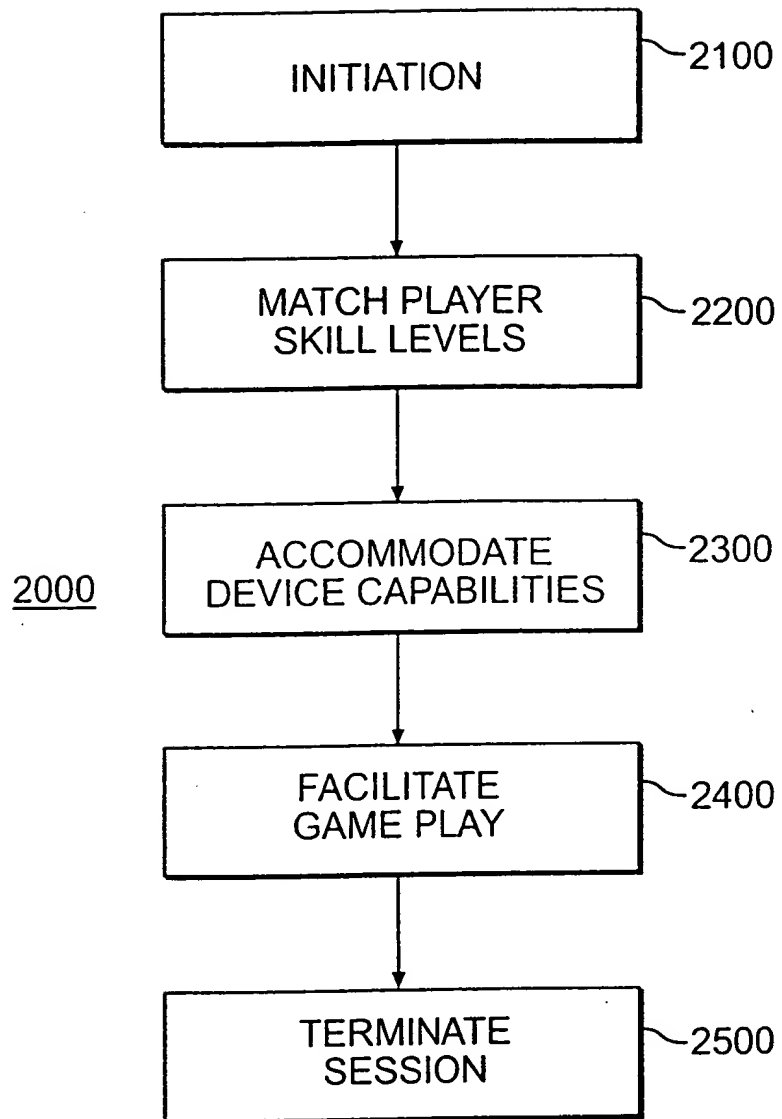 INITIATION
2100
MATCH PLAYER
SKILL LEVELS
2200
ACCOMMODATE
DEVICE CAPABILITIES
2300
2000
FACILITATE
GAME PLAY
2400
TERMINATE
SESSION
2500